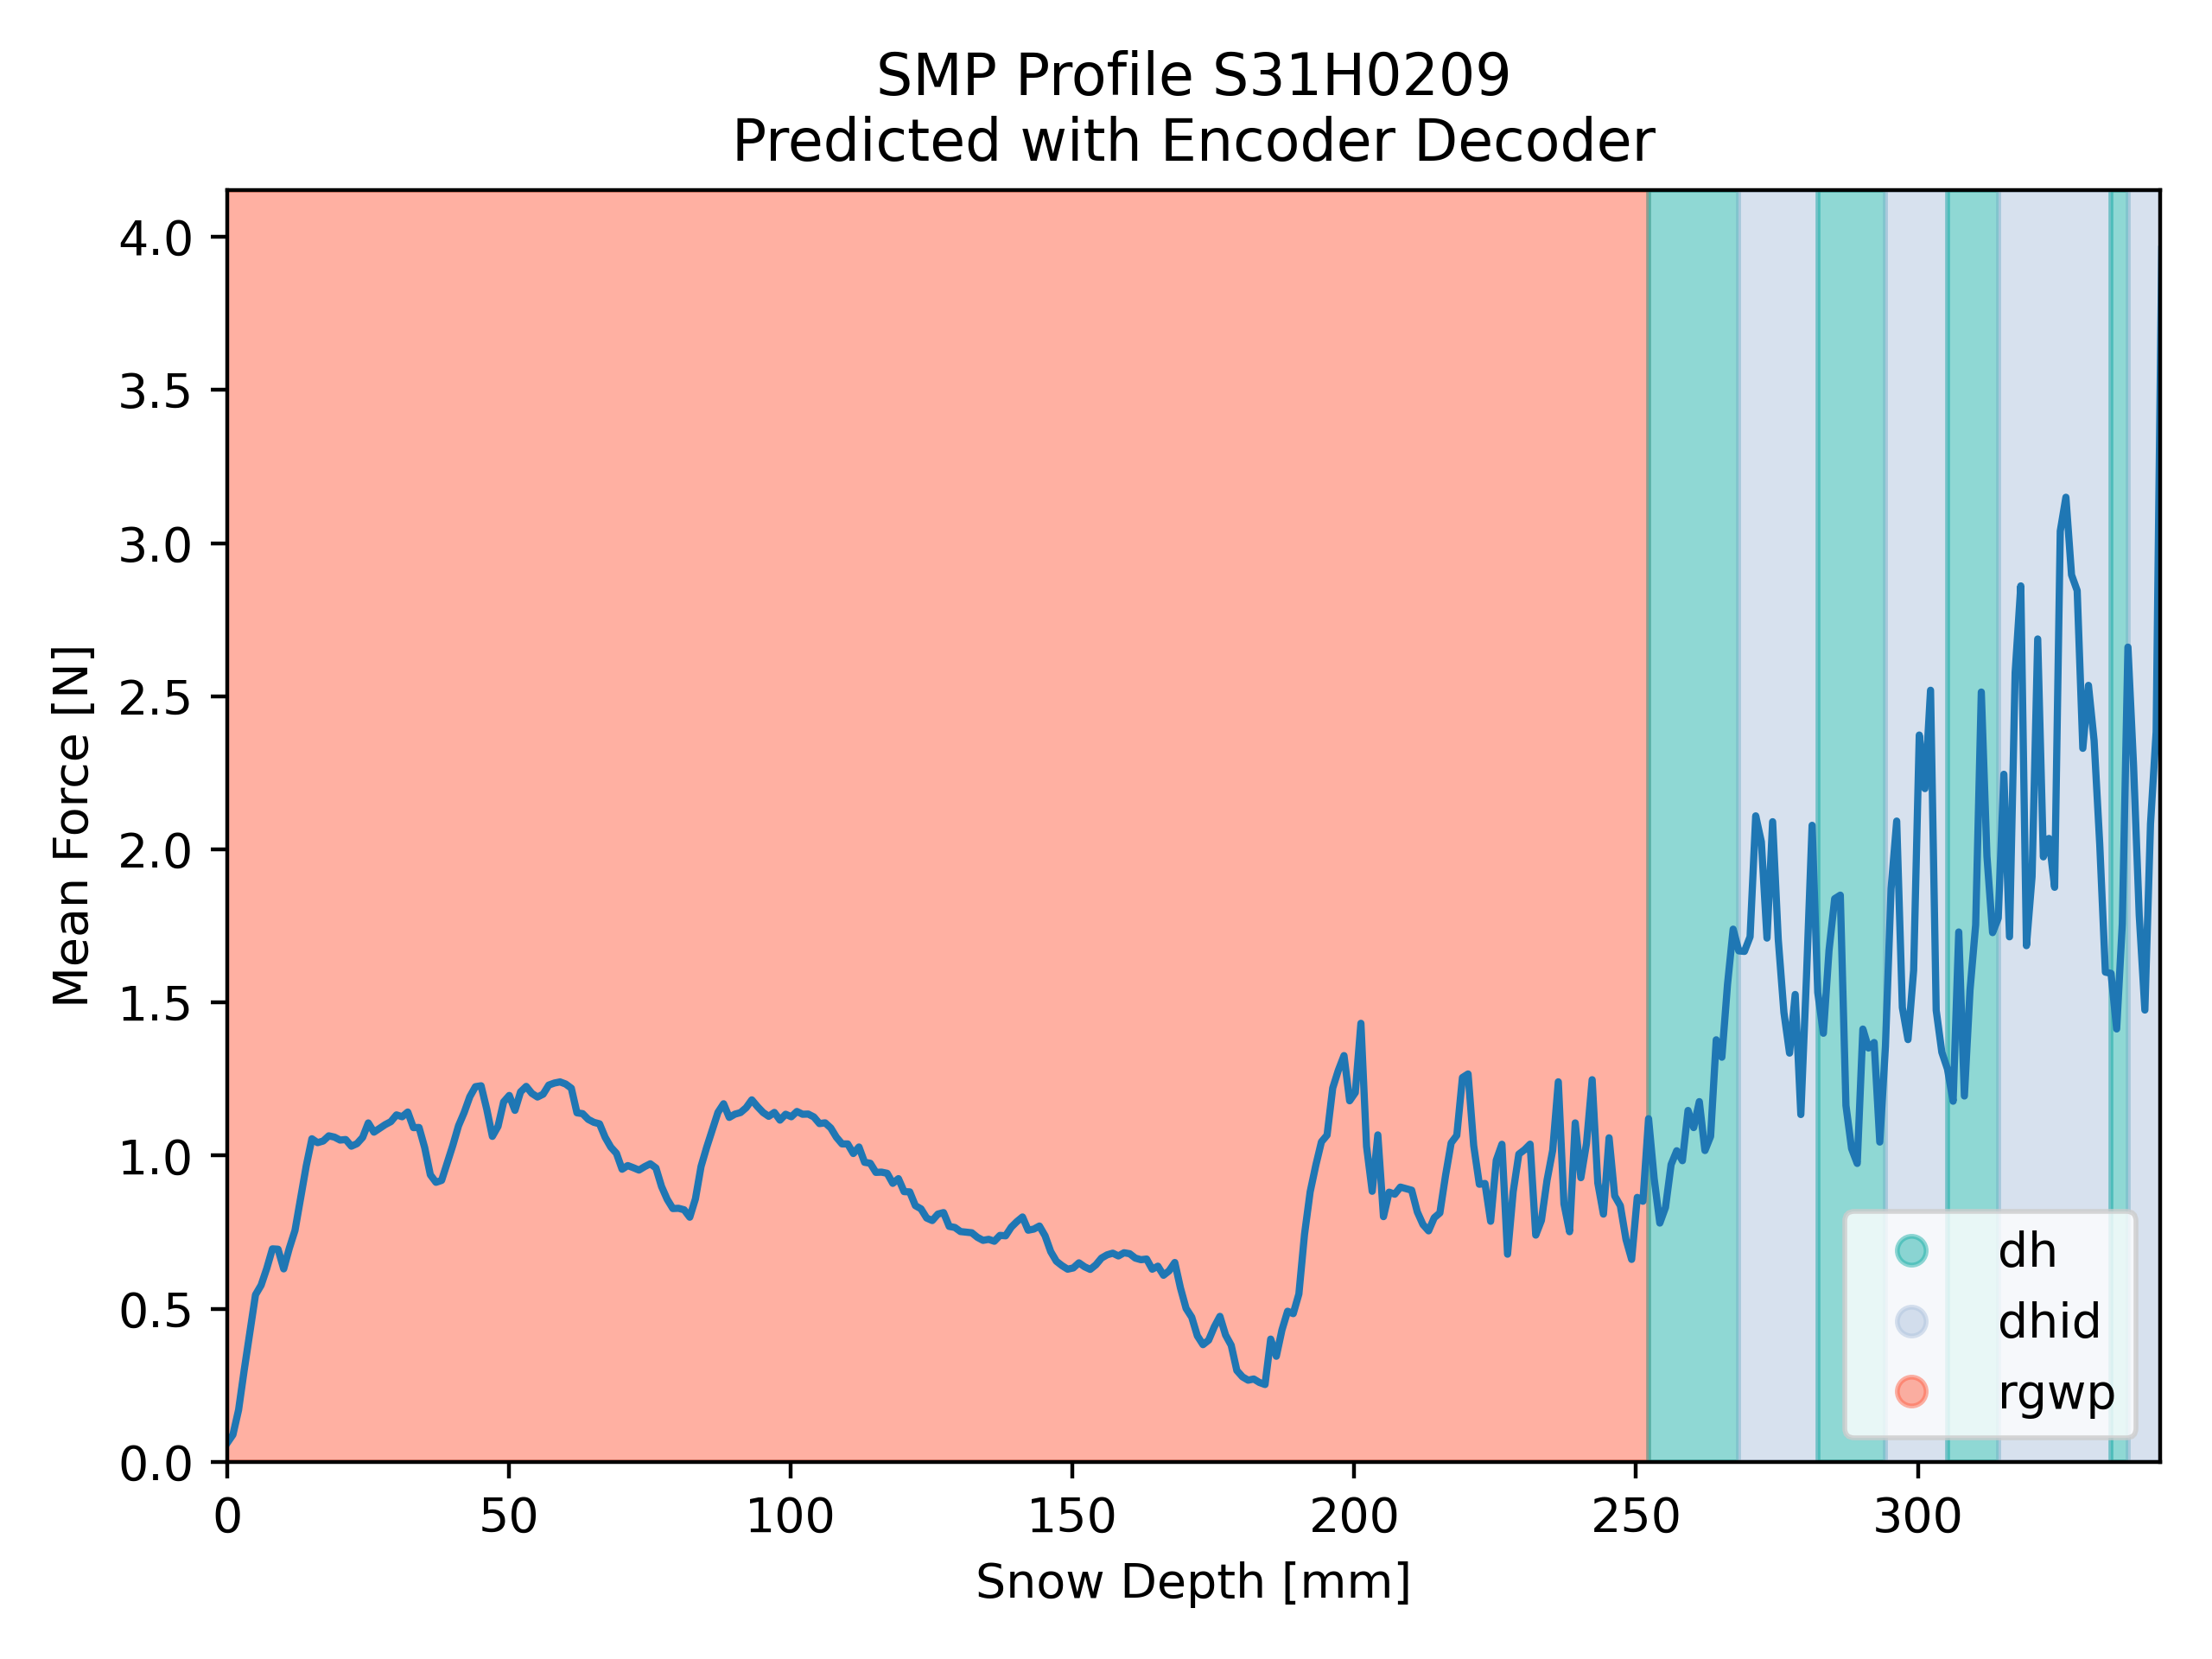 SMP Profile S31H0209
Predicted with Encoder Decoder
Mean Force [N]
4.0
3.5
3.0
2.5
2.0
1.5
1.0
0.5
0.0
dh
dhid
rgwp
0 50 100 150 200 250 300
Snow Depth [mm]